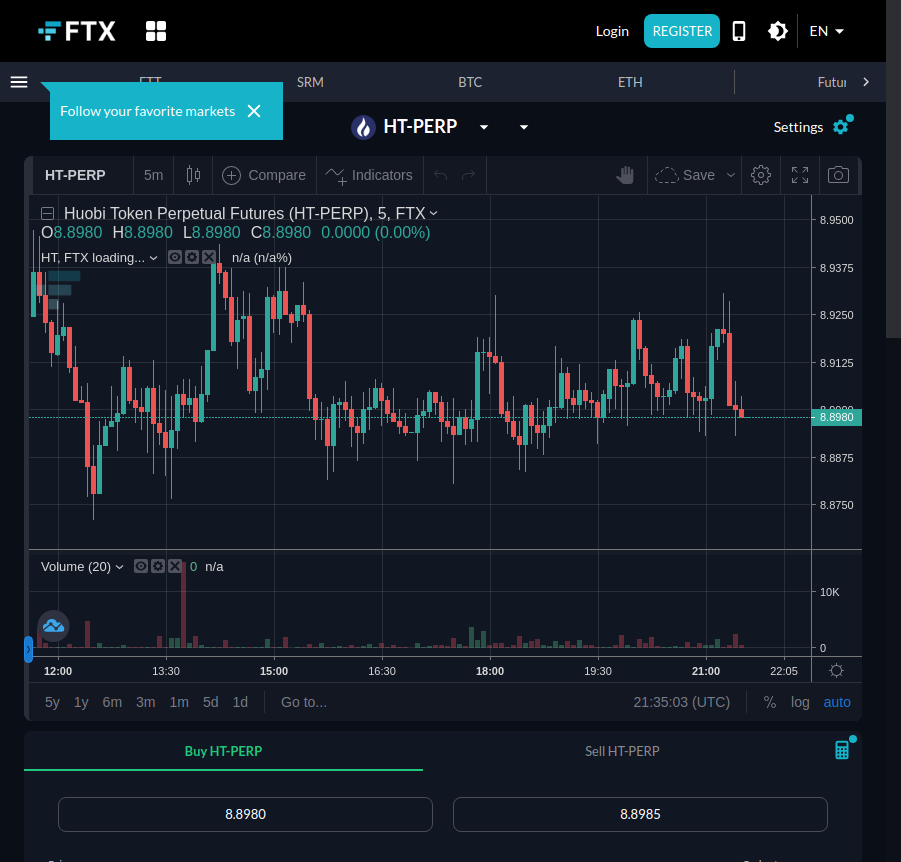 FTX
Login
REGISTER
EN
FTT
SRM
BTC
ETH
Futur
Follow your favorite markets
HT-PERP
Settings
HT-PERP
5m
Compare
Indicators
Save
Huobi Token Perpetual Futures (HT-PERP), 5, FTX
O8.8980 H8.8980 L8.8980 C8.8980 0.0000 (0.00%)
HT, FTX loading...
n/a (n/a%)
8.9500
8.9375
8.9250
8.9125
8.9000
8.8980
8.8875
8.8750
Volume (20)
0 n/a
10K
0
12:00 13:30 15:00 16:30 18:00 19:30 21:00 22:05
5y 1y 6m 3m 1m 5d 1d Go to...
21:35:03 (UTC)
% log auto
Buy HT-PERP
Sell HT-PERP
8.8980
8.8985